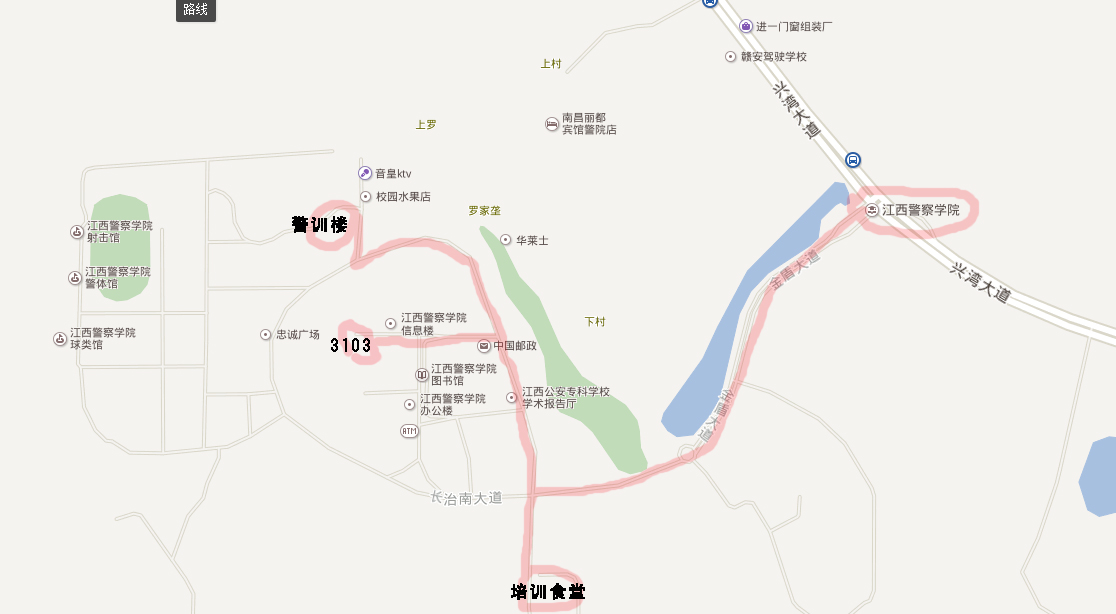 路线
进一门窗组装厂
赣安驾驶学校
上村
兴湾大道
南昌丽都
宾馆警院店
上罗
音皇ktv
校园水果店
江西警察学院
罗家垄
警训楼
江西警察学院
射击馆
华莱士
金盾大道
兴湾大道
江西警察学院
警体馆
江西警察学院
信息楼
下村
忠诚广场
江西警察学院
球类馆
3103
中国邮政
江西警察学院
图书馆
江西公安专科学校
学术报告厅
江西警察学院
办公楼
金盾大道
ATM
长治南大道
培训食堂